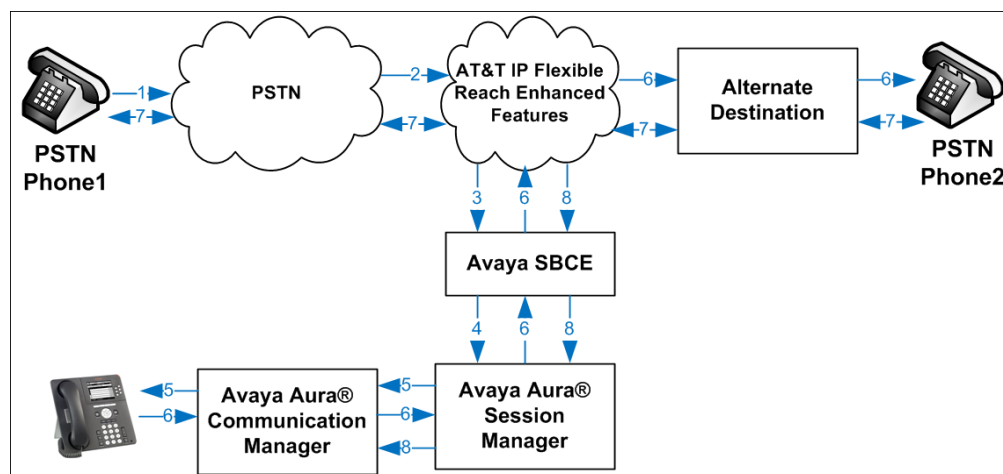 PSTN
Phone1
1
7
PSTN
2
7
AT&T IP Flexible
Reach Enhanced
Features
6
7
Alternate
Destination
6
7
PSTN
Phone2
3
6
8
Avaya SBCE
4
6
8
5
6
Avaya Aura®
Communication
Manager
5
6
8
Avaya Aura®
Session
Manager